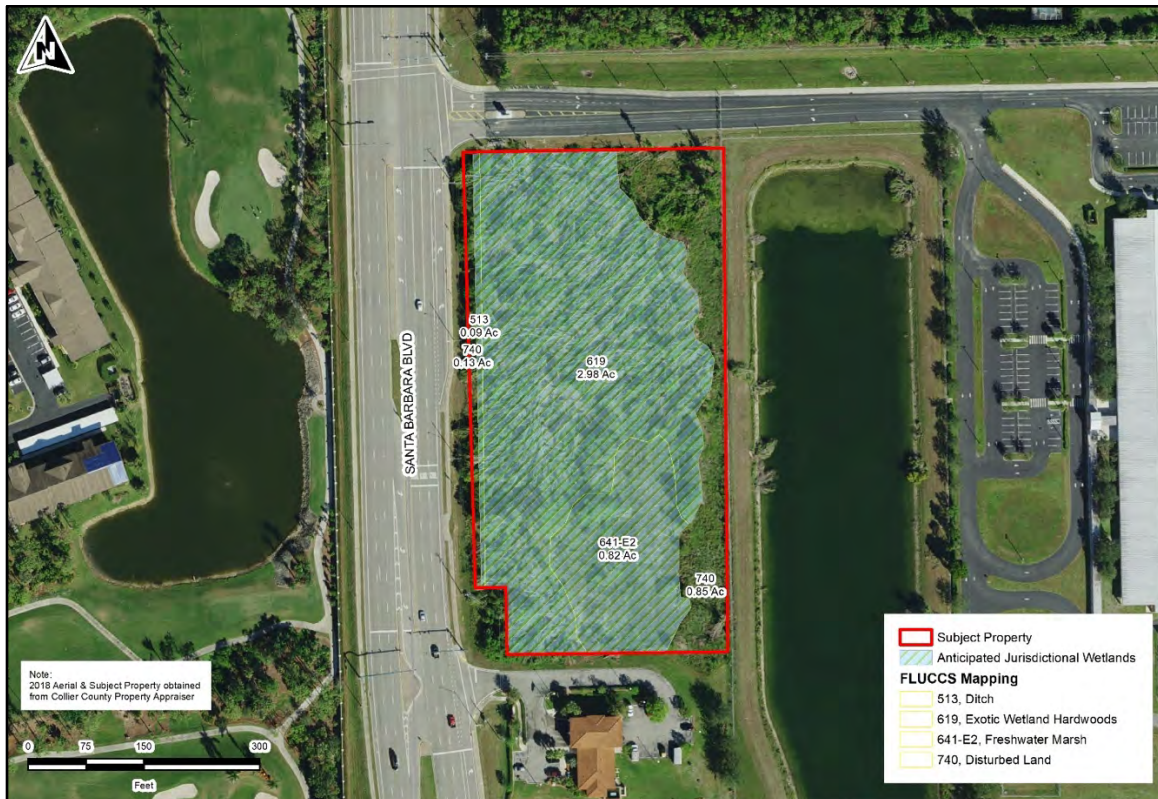 N
513
0.09 Ac
740
0.13 Ac
619
2.98 Ac
SANTA BARBARA BLVD
641-E2
0.82 Ac
740
0.85 Ac
Note:
2018 Aerial & Subject Property obtained
from Collier County Property Appraiser
0 75 150 300
Feet
Subject Property
Anticipated Jurisdictional Wetlands
FLUCCS Mapping
513, Ditch
619, Exotic Wetland Hardwoods
641-E2, Freshwater Marsh
740, Disturbed Land